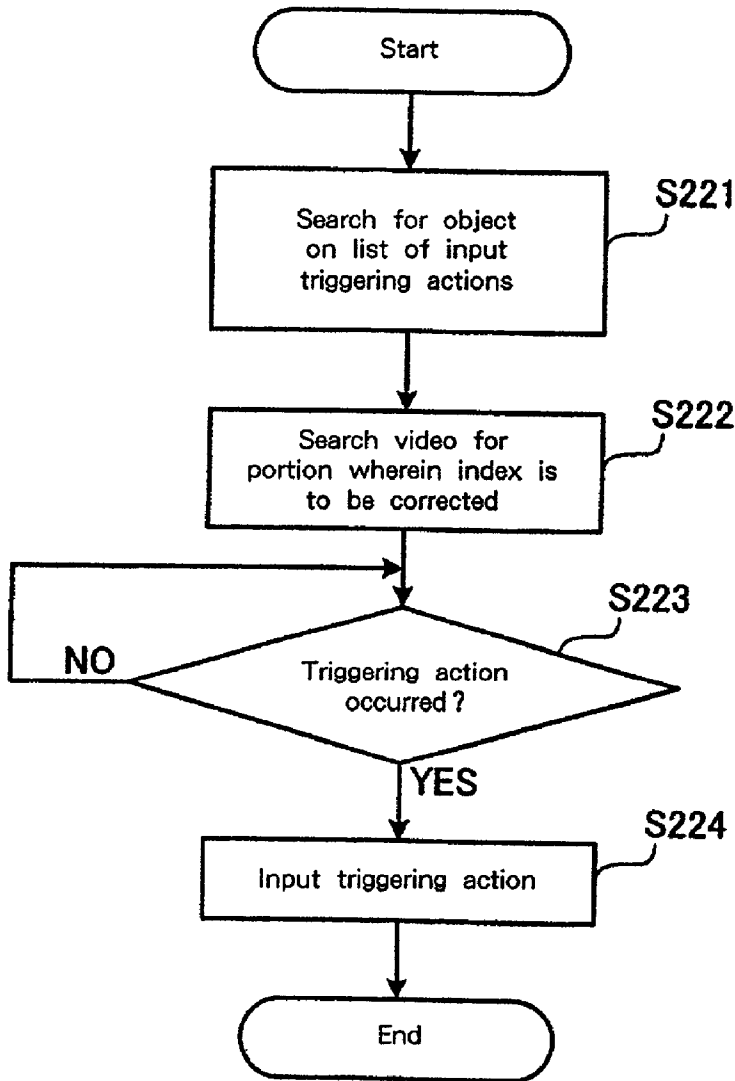 Start
S221
Search for object
on list of input
triggering actions
S222
Search video for
portion wherein index is
to be corrected
S223
NO
Triggering action
occurred?
YES
S224
Input triggering action
End